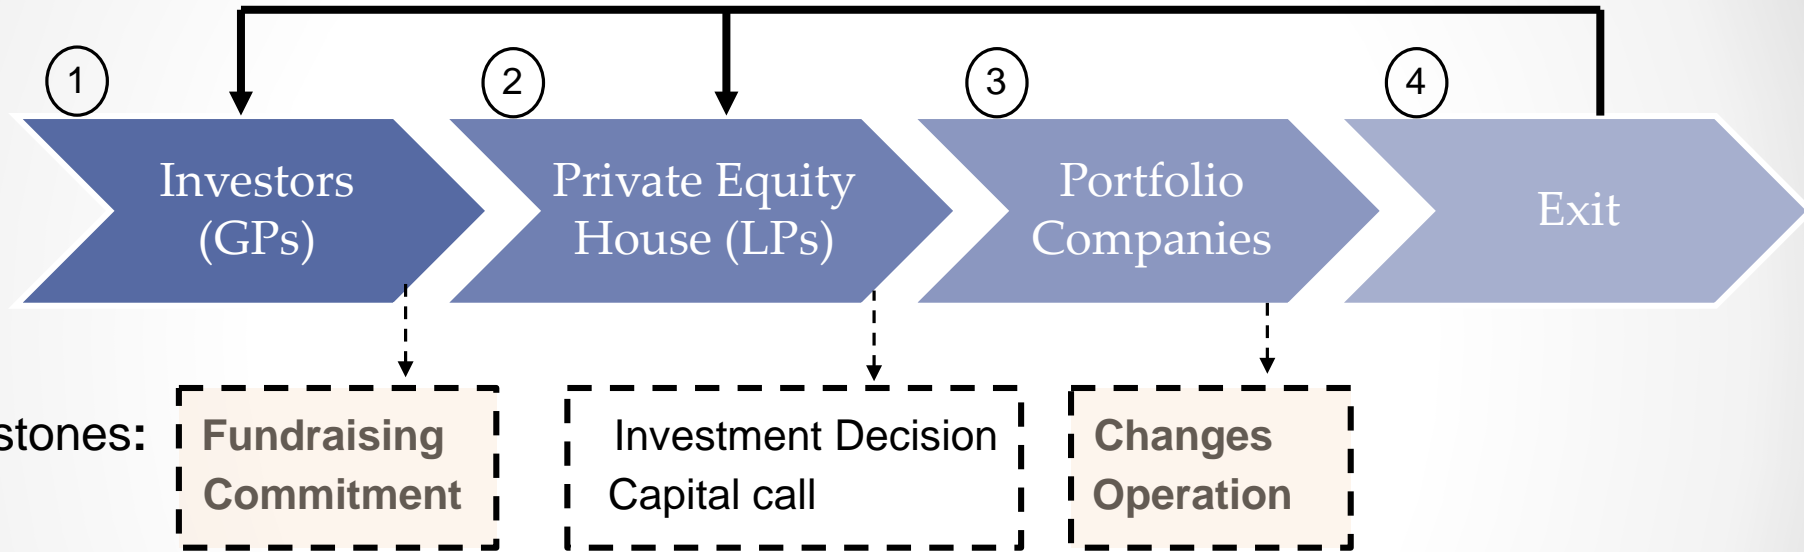 1
2
3
4
Investors
(GPs)
Private Equity
House (LPs)
Portfolio
Companies
Exit
stones:
Fundraising
Commitment
Investment Decision
Capital call
Changes
Operation